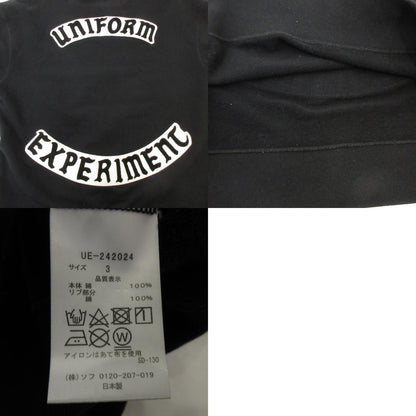 UNIFORM
EXPERIMENT
UE-242024
サイズ 3
品質表示
本体 綿 100%
リブ部分
綿 100%
アイロンはあて布を使用
SD-130
(株)ソフ 0120-207-019
日本製